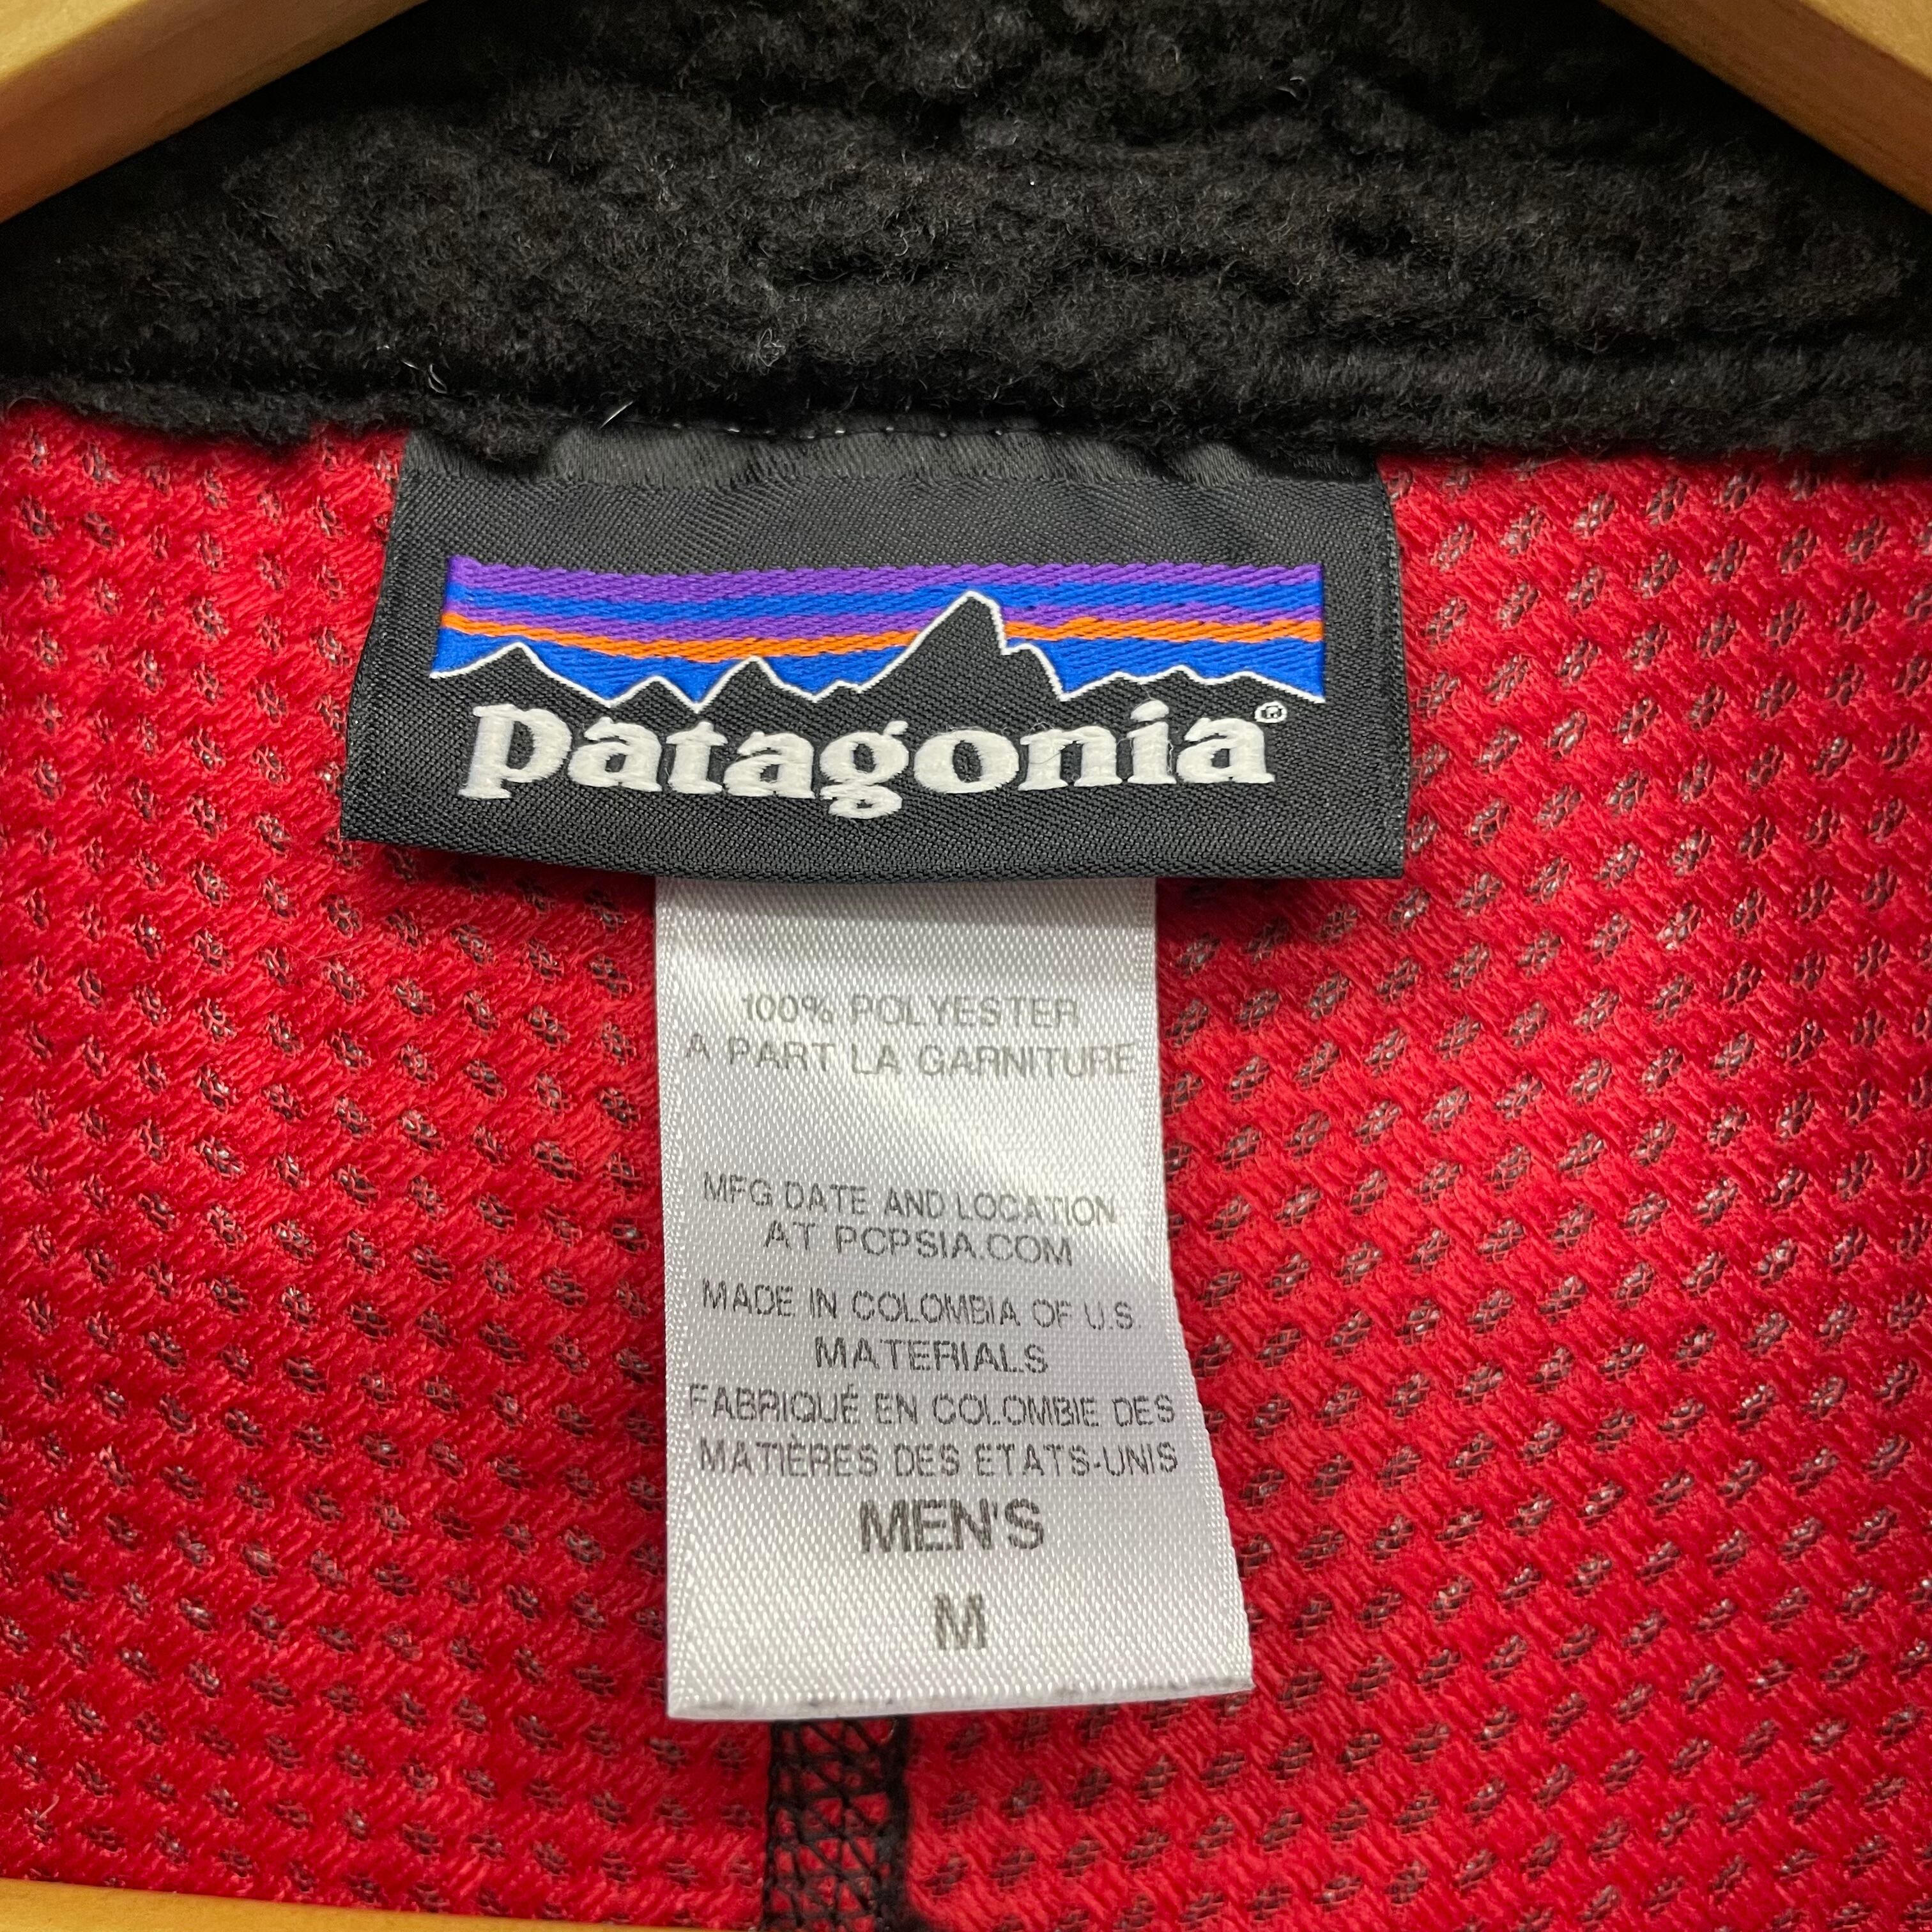 patagonia®
100% POLYESTER
A PART LA GARNITURE
MFG DATE AND LOCATION
AT PCPSIA.COM
MADE IN COLOMBIA OF U.S.
MATERIALS
FABRIQUÉ EN COLOMBIE DES
MATIÈRES DES ETATS-UNIS
MEN'S
M